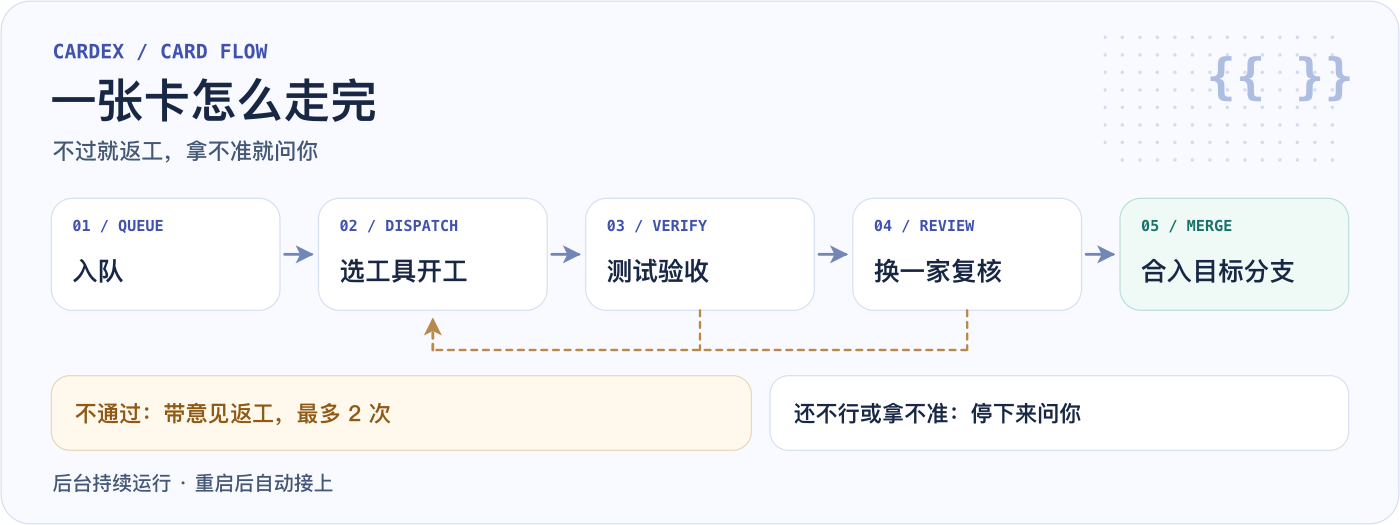 CARDEX / CARD FLOW
{{ }}
一张卡怎么走完
不过就返工，拿不准就问你
01 / QUEUE
入队
02 / DISPATCH
选工具开工
03 / VERIFY
测试验收
04 / REVIEW
换一家复核
05 / MERGE
合入目标分支
不通过：带意见返工，最多 2 次
还不行或拿不准：停下来问你
后台持续运行 · 重启后自动接上